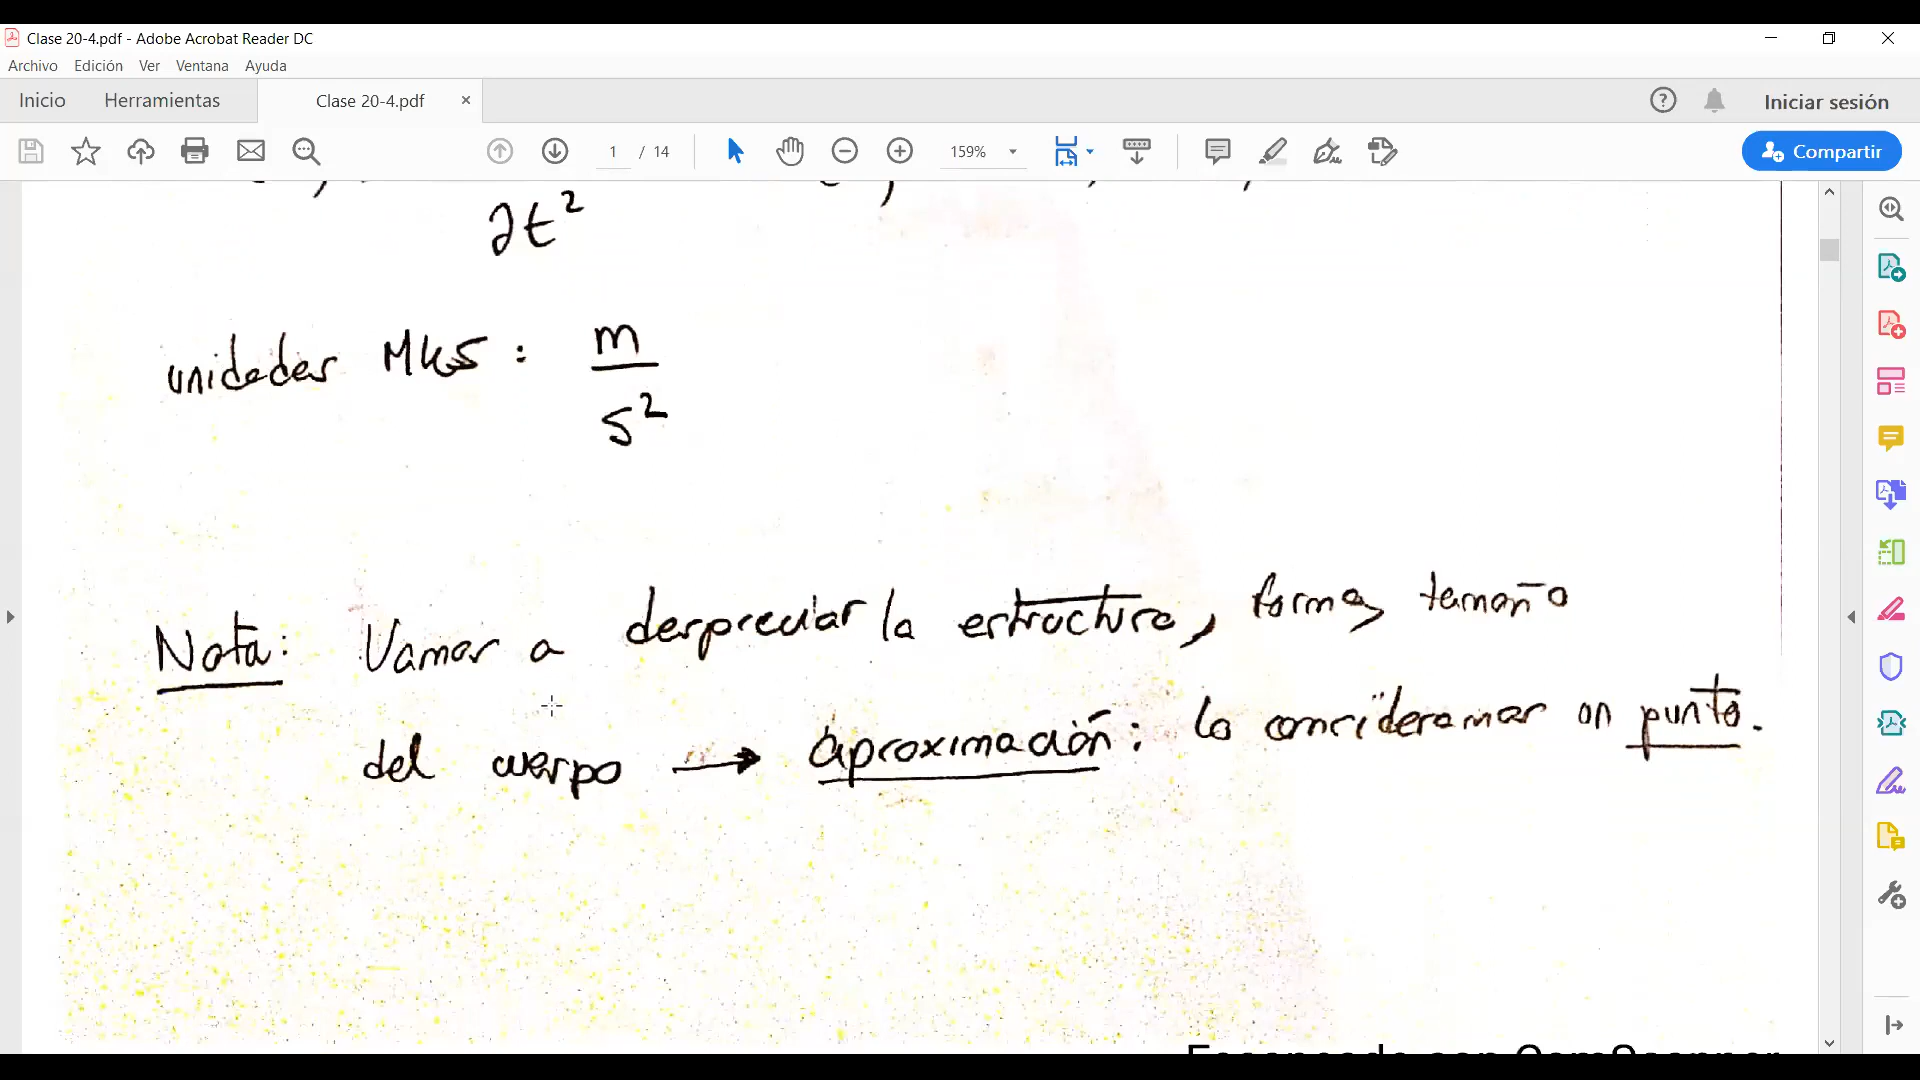 Clase 20-4.pdf - Adobe Acrobat Reader DC
Archivo Edición Ver Ventana Ayuda
Inicio Herramientas Clase 20-4.pdf Iniciar sesión
1 / 14 159% Compartir
∂t²
unidades MKS : m
s²
Nota: Vamos a despreciar la estructura, forma, tamaño
del cuerpo → aproximación: lo concideramos un punto.